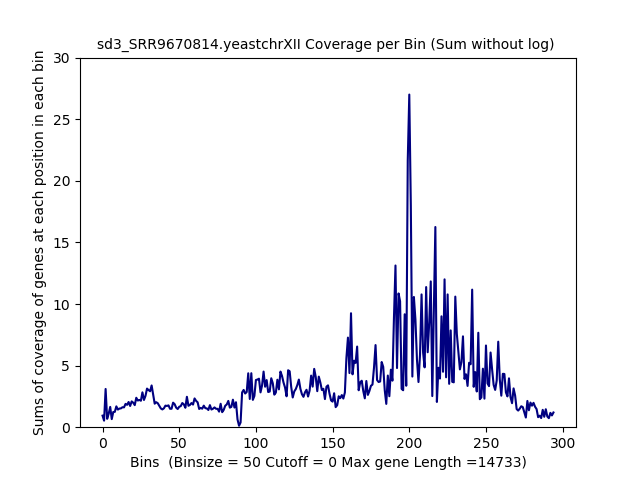 sd3_SRR9670814.yeastchrXII Coverage per Bin (Sum without log)
Sums of coverage of genes at each position in each bin
30
25
20
15
10
5
0
0 50 100 150 200 250 300
Bins (Binsize = 50 Cutoff = 0 Max gene Length =14733)